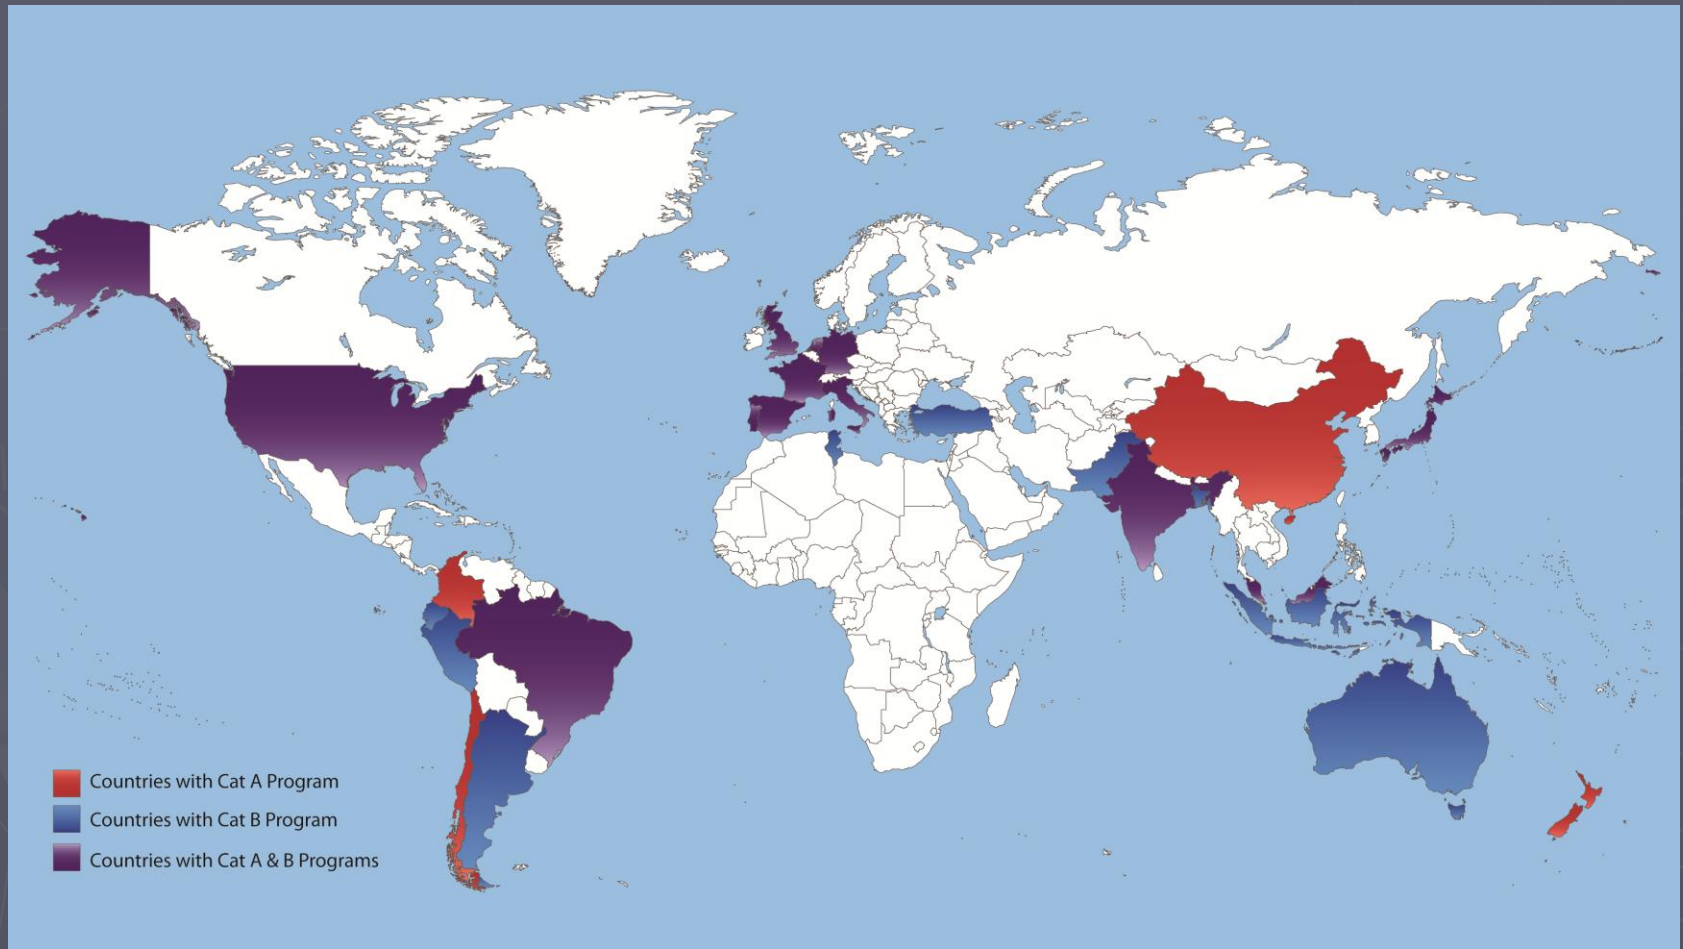 Countries with Cat A Program
Countries with Cat B Program
Countries with Cat A & B Programs